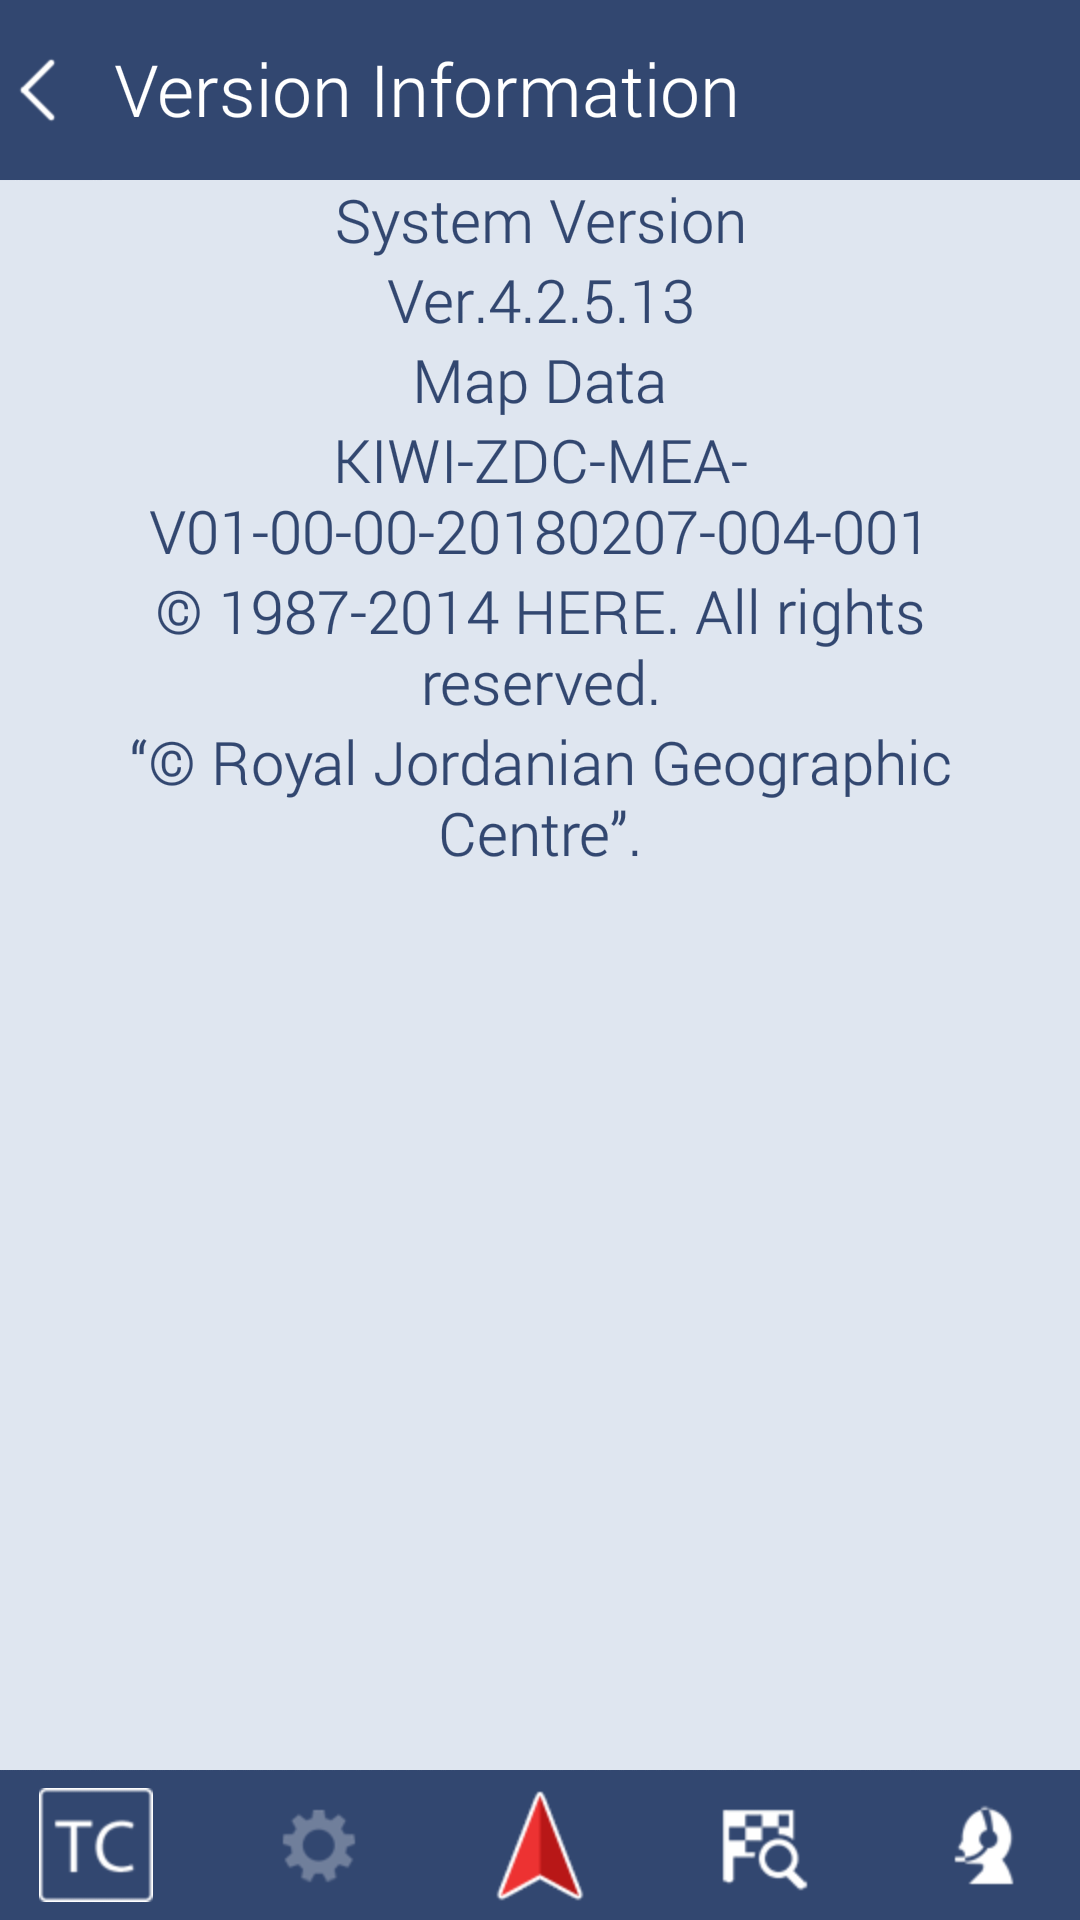 Version Information
System Version
Ver.4.2.5.13
Map Data
KIWI-ZDC-MEA-
V01-00-00-20180207-004-001
© 1987-2014 HERE. All rights
reserved.
“© Royal Jordanian Geographic
Centre”.
TC